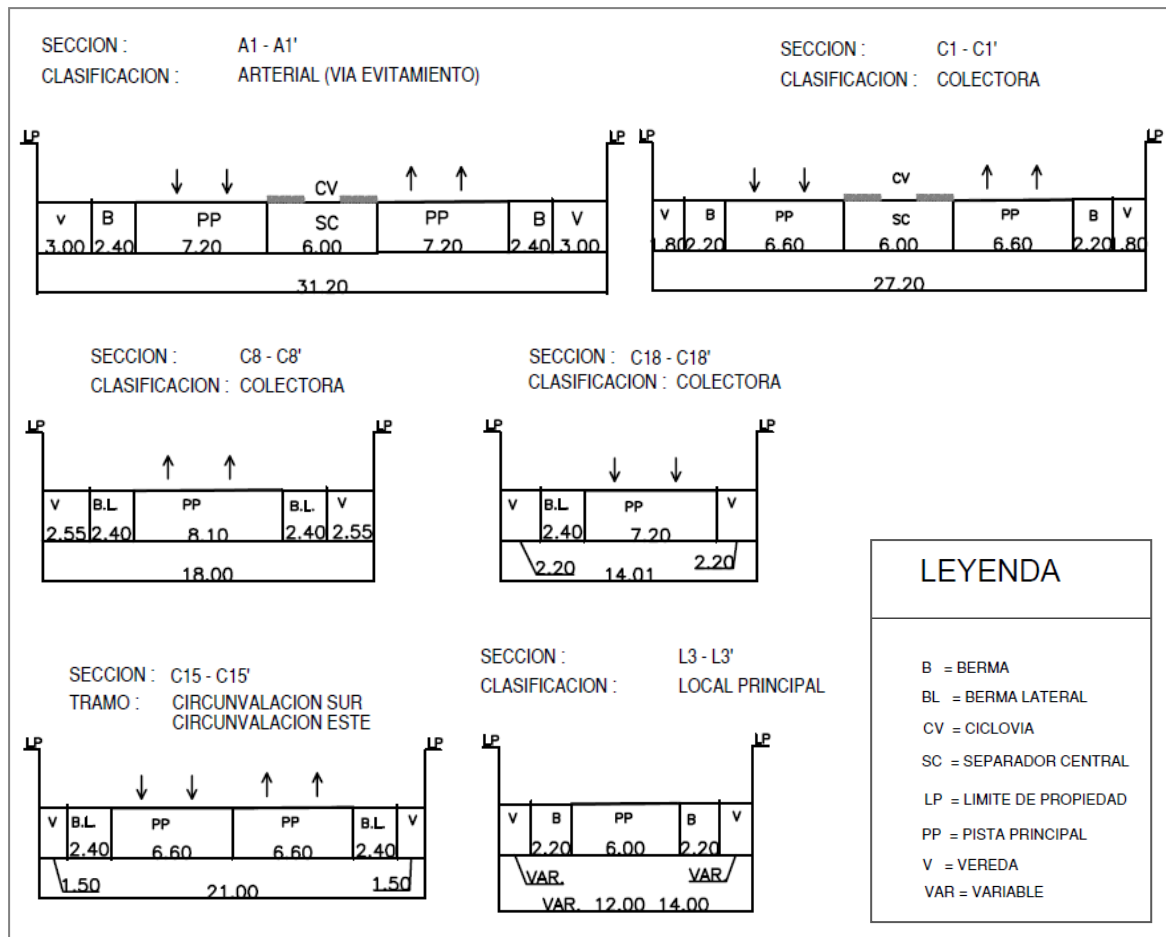 SECCION : A1 - A1'
CLASIFICACION : ARTERIAL (VIA EVITAMIENTO)
LP LP
CV
V B PP SC PP B V
3.00 2.40 7.20 6.00 7.20 2.40 3.00
31.20
SECCION : C1 - C1'
CLASIFICACION : COLECTORA
LP LP
CV
V B PP SC PP B V
1.80 2.20 6.60 6.00 6.60 2.20 1.80
27.20
SECCION : C8 - C8'
CLASIFICACION : COLECTORA
LP LP
V B.L. PP B.L. V
2.55 2.40 8.10 2.40 2.55
18.00
SECCION : C18 - C18'
CLASIFICACION : COLECTORA
LP LP
V B.L. PP V
2.40 7.20
2.20 14.01 2.20
SECCION : C15 - C15'
TRAMO : CIRCUNVALACION SUR
CIRCUNVALACION ESTE
LP LP
V B.L. PP PP B.L. V
2.40 6.60 6.60 2.40
1.50 21.00 1.50
SECCION : L3 - L3'
CLASIFICACION : LOCAL PRINCIPAL
LP LP
V B PP B V
2.20 6.00 2.20
VAR. VAR.
VAR. 12.00 14.00
LEYENDA
B = BERMA
BL = BERMA LATERAL
CV = CICLOVIA
SC = SEPARADOR CENTRAL
LP = LIMITE DE PROPIEDAD
PP = PISTA PRINCIPAL
V = VEREDA
VAR = VARIABLE